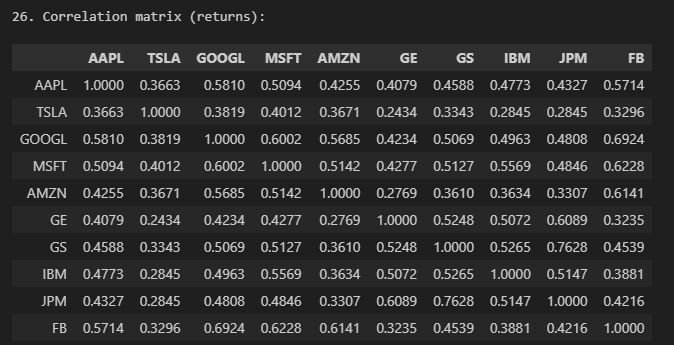 26. Correlation matrix (returns):
AAPL TSLA GOOGL MSFT AMZN GE GS IBM JPM FB
AAPL 1.0000 0.3663 0.5810 0.5094 0.4255 0.4079 0.4588 0.4773 0.4327 0.5714
TSLA 0.3663 1.0000 0.3819 0.4012 0.3671 0.2434 0.3343 0.2845 0.2845 0.3296
GOOGL 0.5810 0.3819 1.0000 0.6002 0.5685 0.4234 0.5069 0.4963 0.4808 0.6924
MSFT 0.5094 0.4012 0.6002 1.0000 0.5142 0.4277 0.5127 0.5569 0.4846 0.6228
AMZN 0.4255 0.3671 0.5685 0.5142 1.0000 0.2769 0.3610 0.3634 0.3307 0.6141
GE 0.4079 0.2434 0.4234 0.4277 0.2769 1.0000 0.5248 0.5072 0.6089 0.3235
GS 0.4588 0.3343 0.5069 0.5127 0.3610 0.5248 1.0000 0.5265 0.7628 0.4539
IBM 0.4773 0.2845 0.4963 0.5569 0.3634 0.5072 0.5265 1.0000 0.5147 0.3881
JPM 0.4327 0.2845 0.4808 0.4846 0.3307 0.6089 0.7628 0.5147 1.0000 0.4216
FB 0.5714 0.3296 0.6924 0.6228 0.6141 0.3235 0.4539 0.3881 0.4216 1.0000